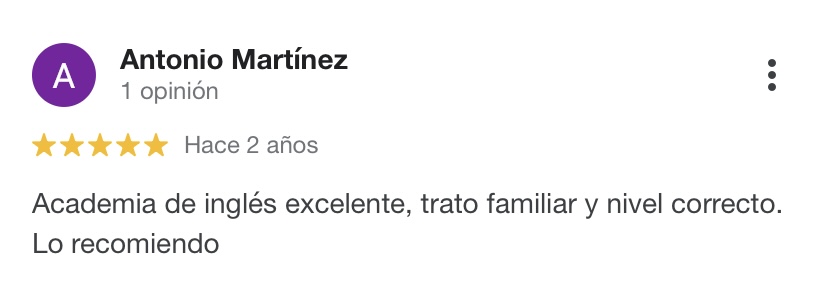 A
Antonio Martínez
1 opinión
Hace 2 años
Academia de inglés excelente, trato familiar y nivel correcto.
Lo recomiendo